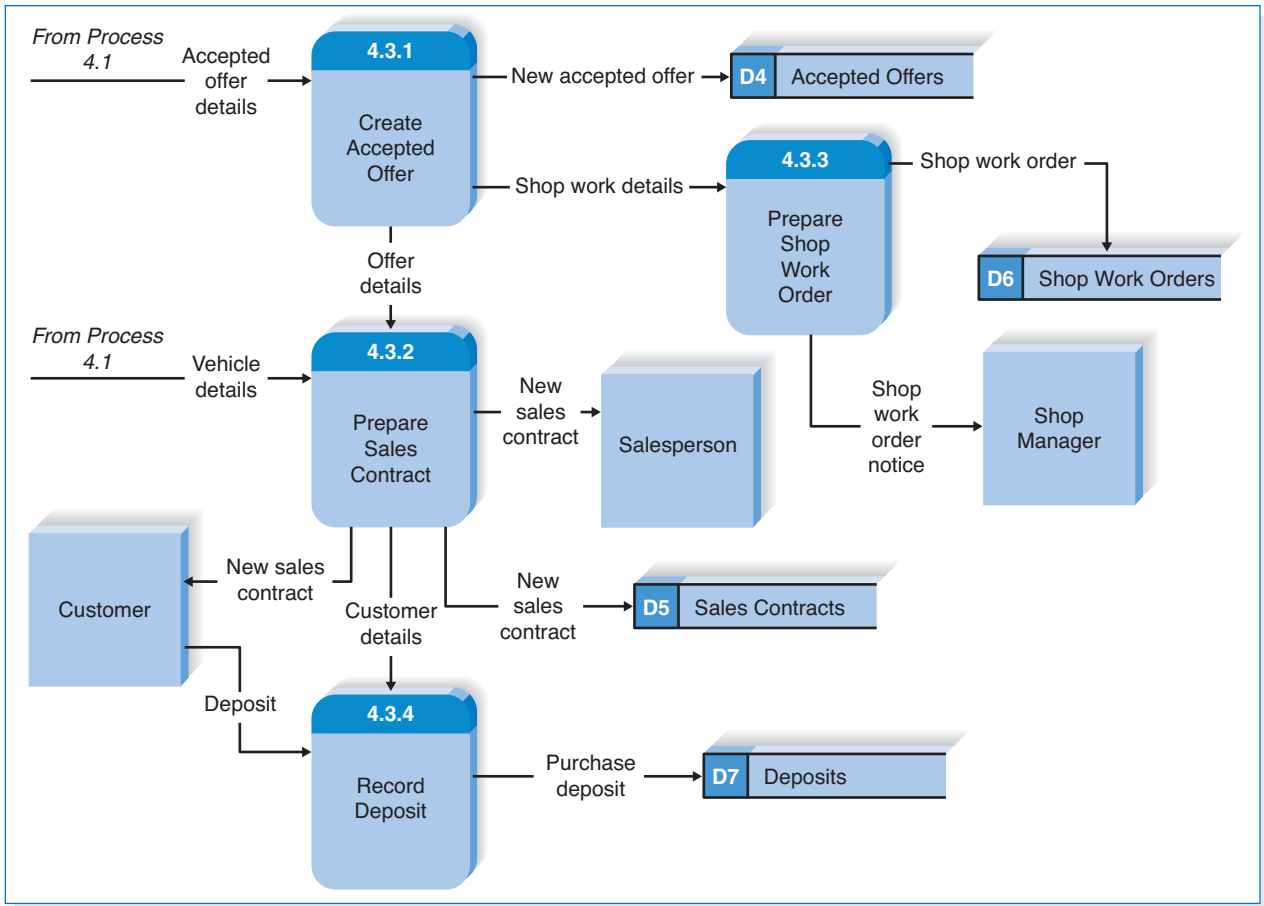 From Process
4.1
Accepted
offer
details
4.3.1
Create
Accepted
Offer
New accepted offer
D4
Accepted Offers
Shop work details
4.3.3
Prepare
Shop
Work
Order
Shop work order
D6
Shop Work Orders
Offer
details
From Process
4.1
Vehicle
details
4.3.2
Prepare
Sales
Contract
New
sales
contract
Salesperson
Shop
work
order
notice
Shop
Manager
Customer
New sales
contract
Customer
details
New
sales
contract
D5
Sales Contracts
Deposit
4.3.4
Record
Deposit
Purchase
deposit
D7
Deposits